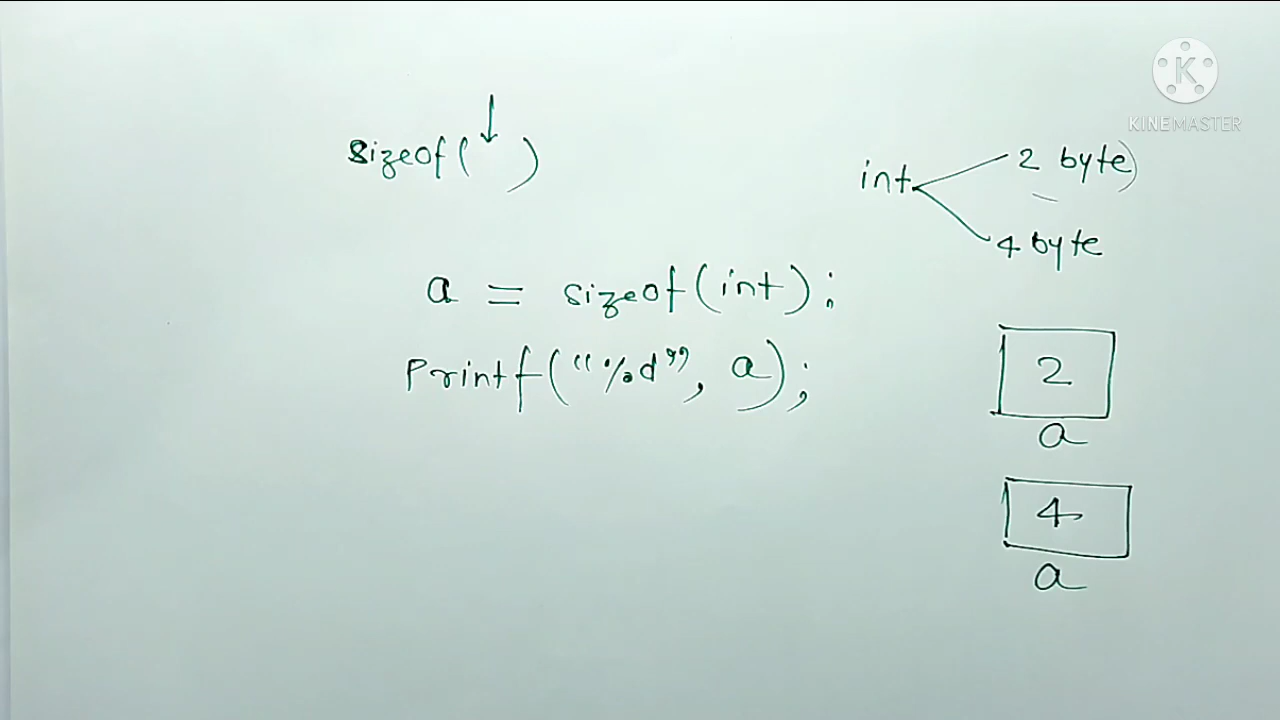 K
KINEMASTER
sizeof( )
int 2 byte)
4 byte
a = sizeof(int);
Printf("%d", a);
2
a
4
a